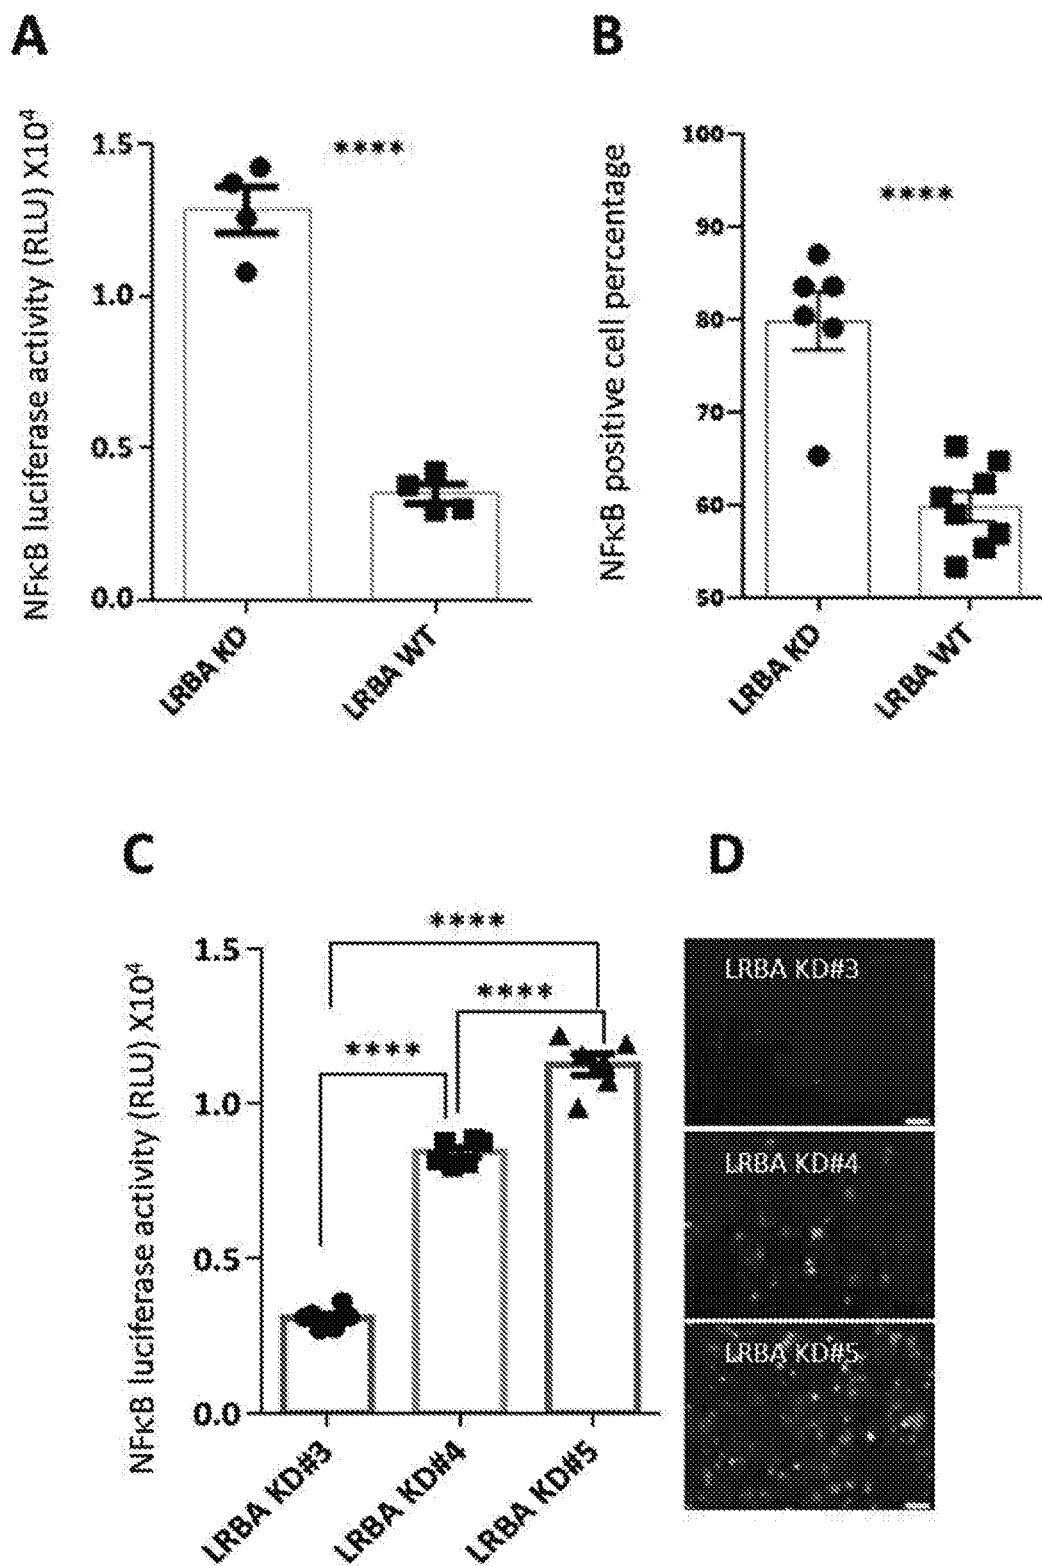 A
NFκB luciferase activity (RLU) X10⁴
1.5
1.0
0.5
0.0
****
LRBA KD
LRBA WT
B
NFκB positive cell percentage
100
90
80
70
60
50
****
LRBA KD
LRBA WT
C
NFκB luciferase activity (RLU) X10⁴
1.5
1.0
0.5
0.0
****
****
****
LRBA KD#3
LRBA KD#4
LRBA KD#5
D
LRBA KD#3
LRBA KD#4
LRBA KD#5